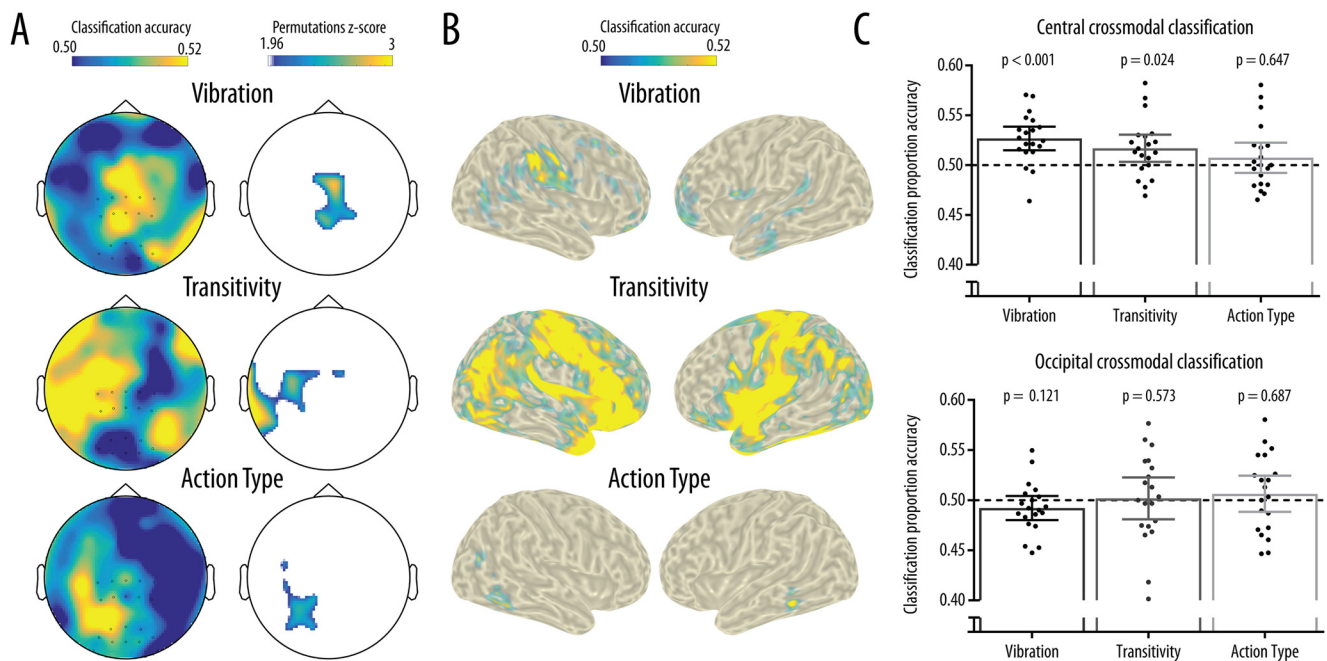 A
Classification accuracy
0.50 0.52
Permutations z-score
1.96 3
Vibration
Transitivity
Action Type
B
Classification accuracy
0.50 0.52
Vibration
Transitivity
Action Type
C
Central crossmodal classification
p < 0.001 p = 0.024 p = 0.647
Classification proportion accuracy
0.60
0.55
0.50
0.45
0.40
Vibration Transitivity Action Type
Occipital crossmodal classification
p = 0.121 p = 0.573 p = 0.687
Classification proportion accuracy
0.60
0.55
0.50
0.45
0.40
Vibration Transitivity Action Type